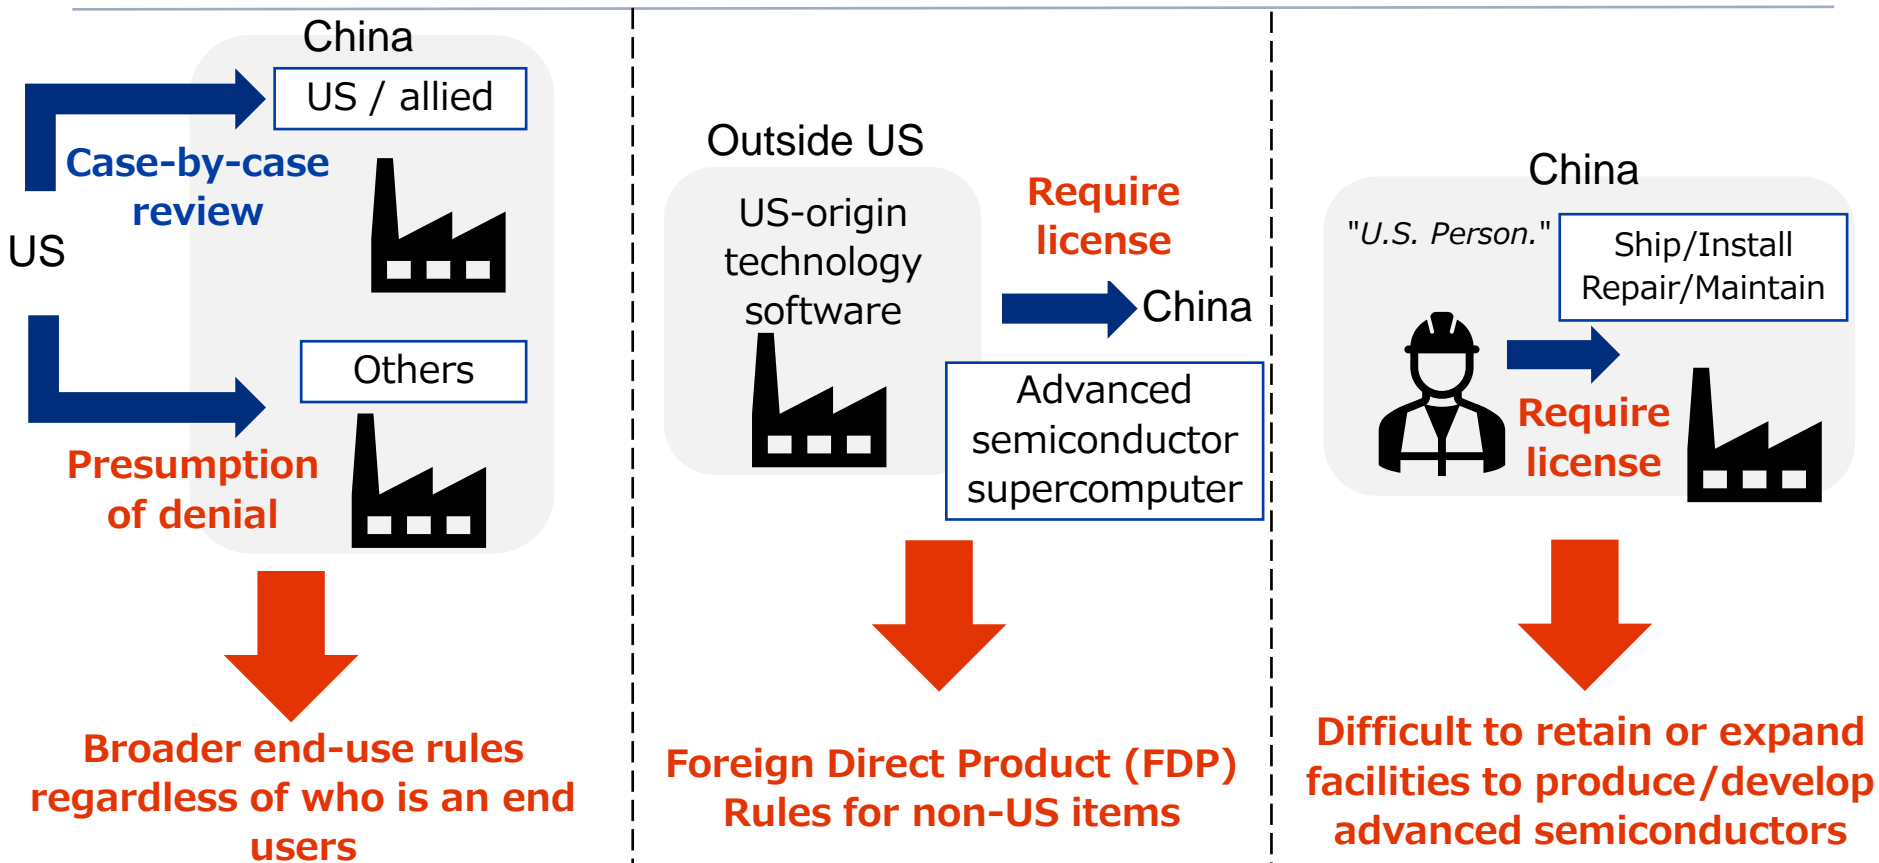 China
US / allied
Case-by-case
review
US
Others
Presumption
of denial
Broader end-use rules
regardless of who is an end
users
Outside US
US-origin
technology
software
Require
license
China
Advanced
semiconductor
supercomputer
Foreign Direct Product (FDP)
Rules for non-US items
China
"U.S. Person."
Ship/Install
Repair/Maintain
Require
license
Difficult to retain or expand
facilities to produce/develop
advanced semiconductors